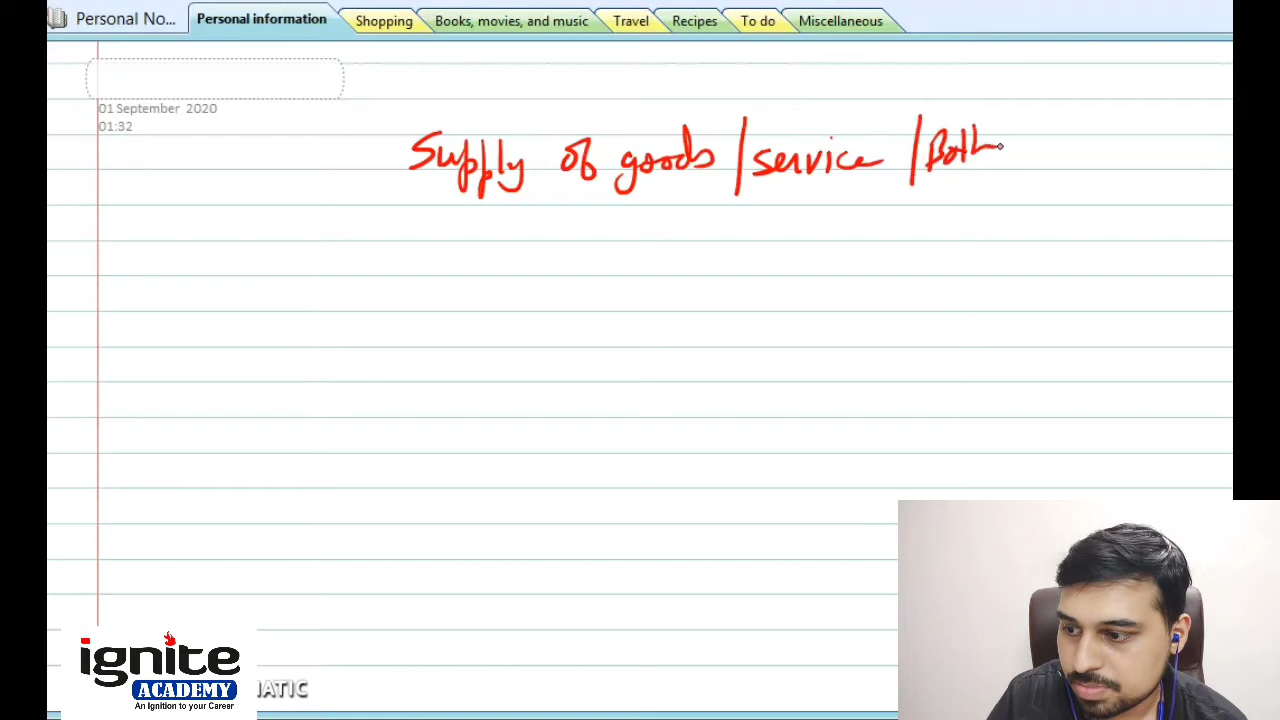 Personal No...
Personal information
Shopping
Books, movies, and music
Travel
Recipes
To do
Miscellaneous
01 September 2020
01:32
Supply of goods / service / Both
ignite
ACADEMY
MATIC
An Ignition to your Career